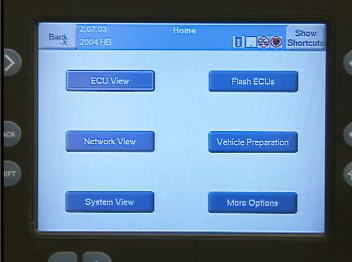 Back
2.07.03
2004 HB
Home
Show
Shortcuts
ECU View
Flash ECUs
Network View
Vehicle Preparation
System View
More Options
ACK
IFT